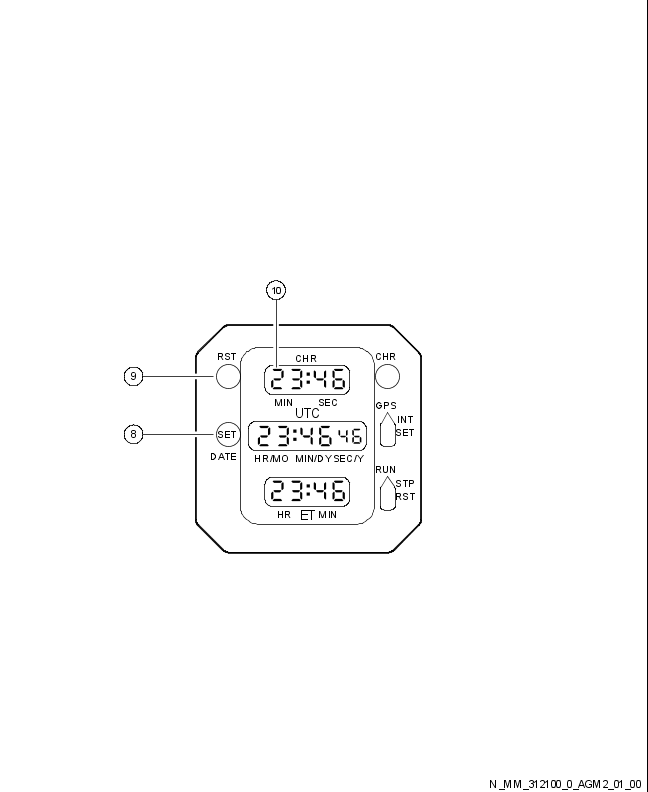 10
RST
CHR
CHR
9
23:46
MIN SEC
GPS
UTC
INT
8
SET
23:46 46
SET
DATE
HR/MO MIN/DY SEC/Y
RUN
STP
23:46
RST
HR ET MIN
N_MM_312100_0_AGM2_01_00